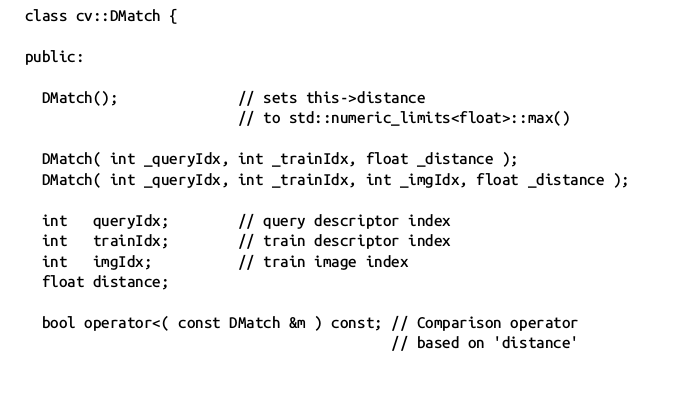 class cv::DMatch {
public:
DMatch(); // sets this->distance
// to std::numeric_limits<float>::max()
DMatch( int _queryIdx, int _trainIdx, float _distance );
DMatch( int _queryIdx, int _trainIdx, int _imgIdx, float _distance );
int queryIdx; // query descriptor index
int trainIdx; // train descriptor index
int imgIdx; // train image index
float distance;
bool operator<( const DMatch &m ) const; // Comparison operator
// based on 'distance'